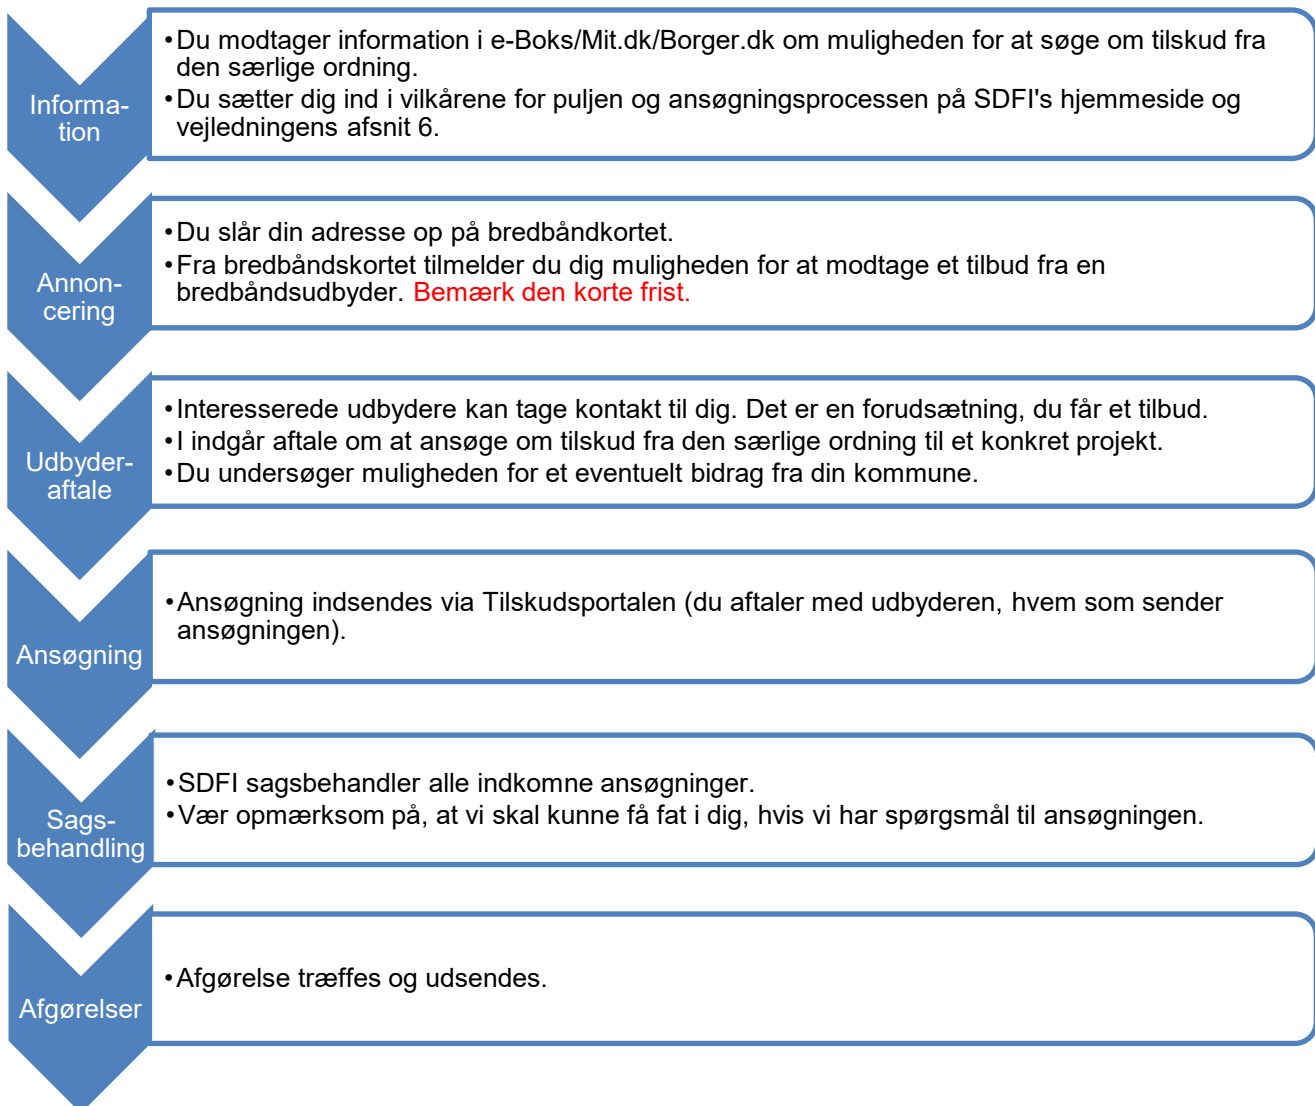 Informa-
tion
•Du modtager information i e-Boks/Mit.dk/Borger.dk om muligheden for at søge om tilskud fra
den særlige ordning.
•Du sætter dig ind i vilkårene for puljen og ansøgningsprocessen på SDFI's hjemmeside og
vejledningens afsnit 6.
Annon-
cering
•Du slår din adresse op på bredbåndkortet.
•Fra bredbåndskortet tilmelder du dig muligheden for at modtage et tilbud fra en
bredbåndsudbyder. Bemærk den korte frist.
Udbyder-
aftale
•Interesserede udbydere kan tage kontakt til dig. Det er en forudsætning, du får et tilbud.
•I indgår aftale om at ansøge om tilskud fra den særlige ordning til et konkret projekt.
•Du undersøger muligheden for et eventuelt bidrag fra din kommune.
Ansøgning
•Ansøgning indsendes via Tilskudsportalen (du aftaler med udbyderen, hvem som sender
ansøgningen).
Sags-
behandling
•SDFI sagsbehandler alle indkomne ansøgninger.
•Vær opmærksom på, at vi skal kunne få fat i dig, hvis vi har spørgsmål til ansøgningen.
Afgørelser
•Afgørelse træffes og udsendes.